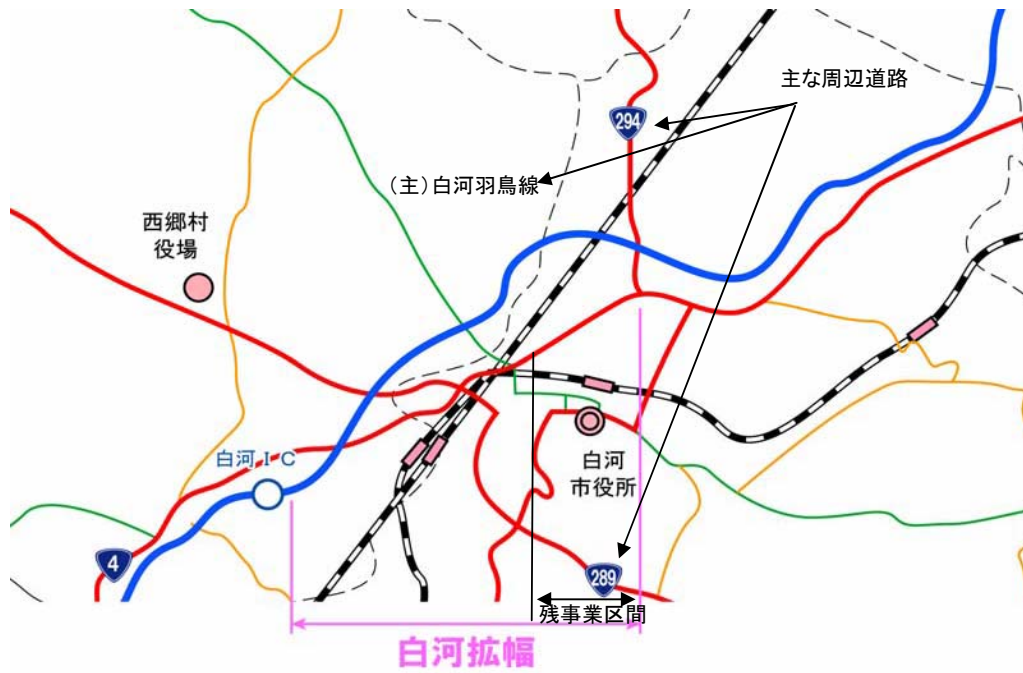 主な周辺道路
294
（主）白河羽鳥線
西郷村
役場
白河ＩＣ
白河
市役所
4
289
残事業区間
白河拡幅